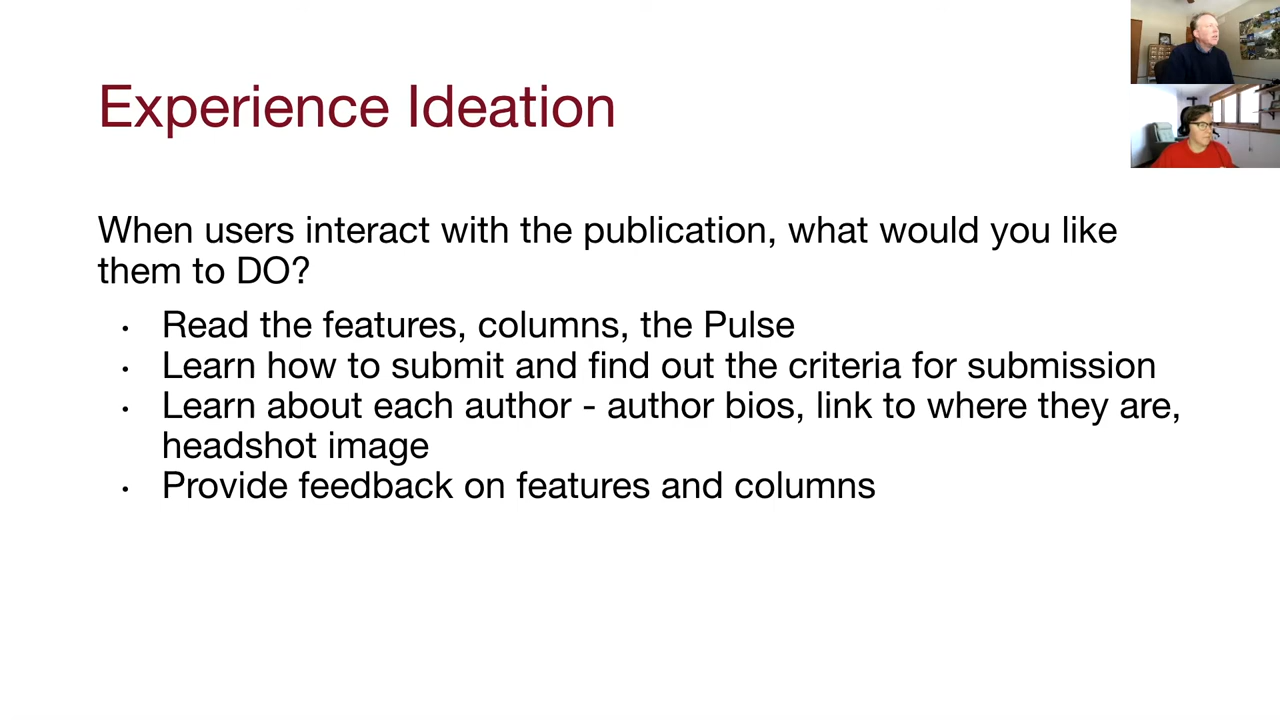 Experience Ideation
When users interact with the publication, what would you like
them to DO?
• Read the features, columns, the Pulse
• Learn how to submit and find out the criteria for submission
• Learn about each author - author bios, link to where they are,
headshot image
• Provide feedback on features and columns